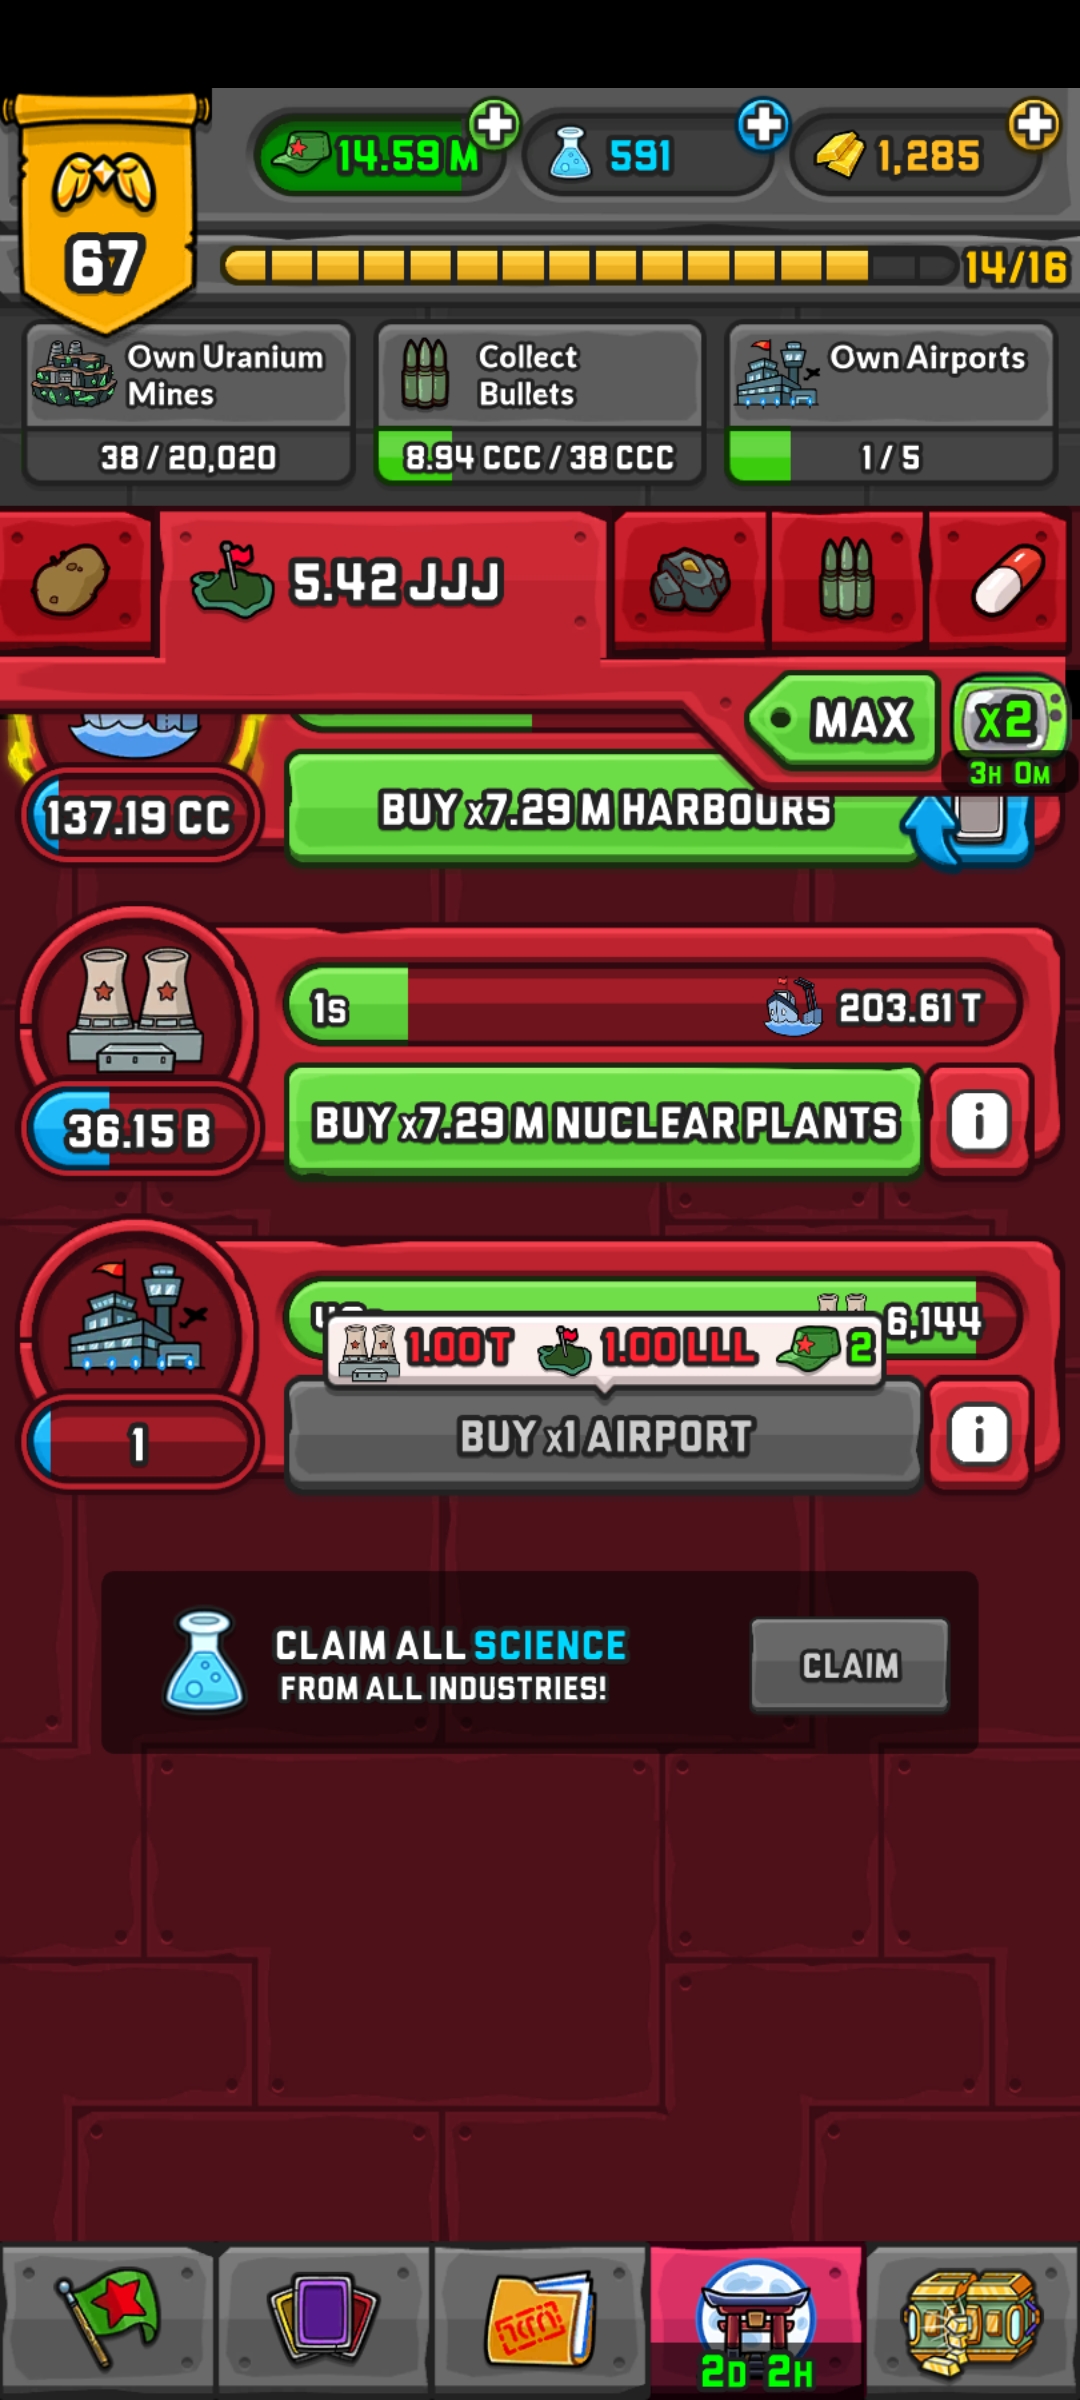 14.59 M
591
1,285
67
14/16
Own Uranium
Mines
38 / 20,020
Collect
Bullets
8.94 CCC / 38 CCC
Own Airports
1 / 5
5.42 JJJ
MAX
x2
3H 0M
137.19 CC
BUY x7.29 M HARBOURS
1s
203.61 T
36.15 B
BUY x7.29 M NUCLEAR PLANTS
i
6,144
1.00 T
1.00 LLL
2
1
BUY x1 AIRPORT
i
CLAIM ALL SCIENCE
FROM ALL INDUSTRIES!
CLAIM
2D 2H